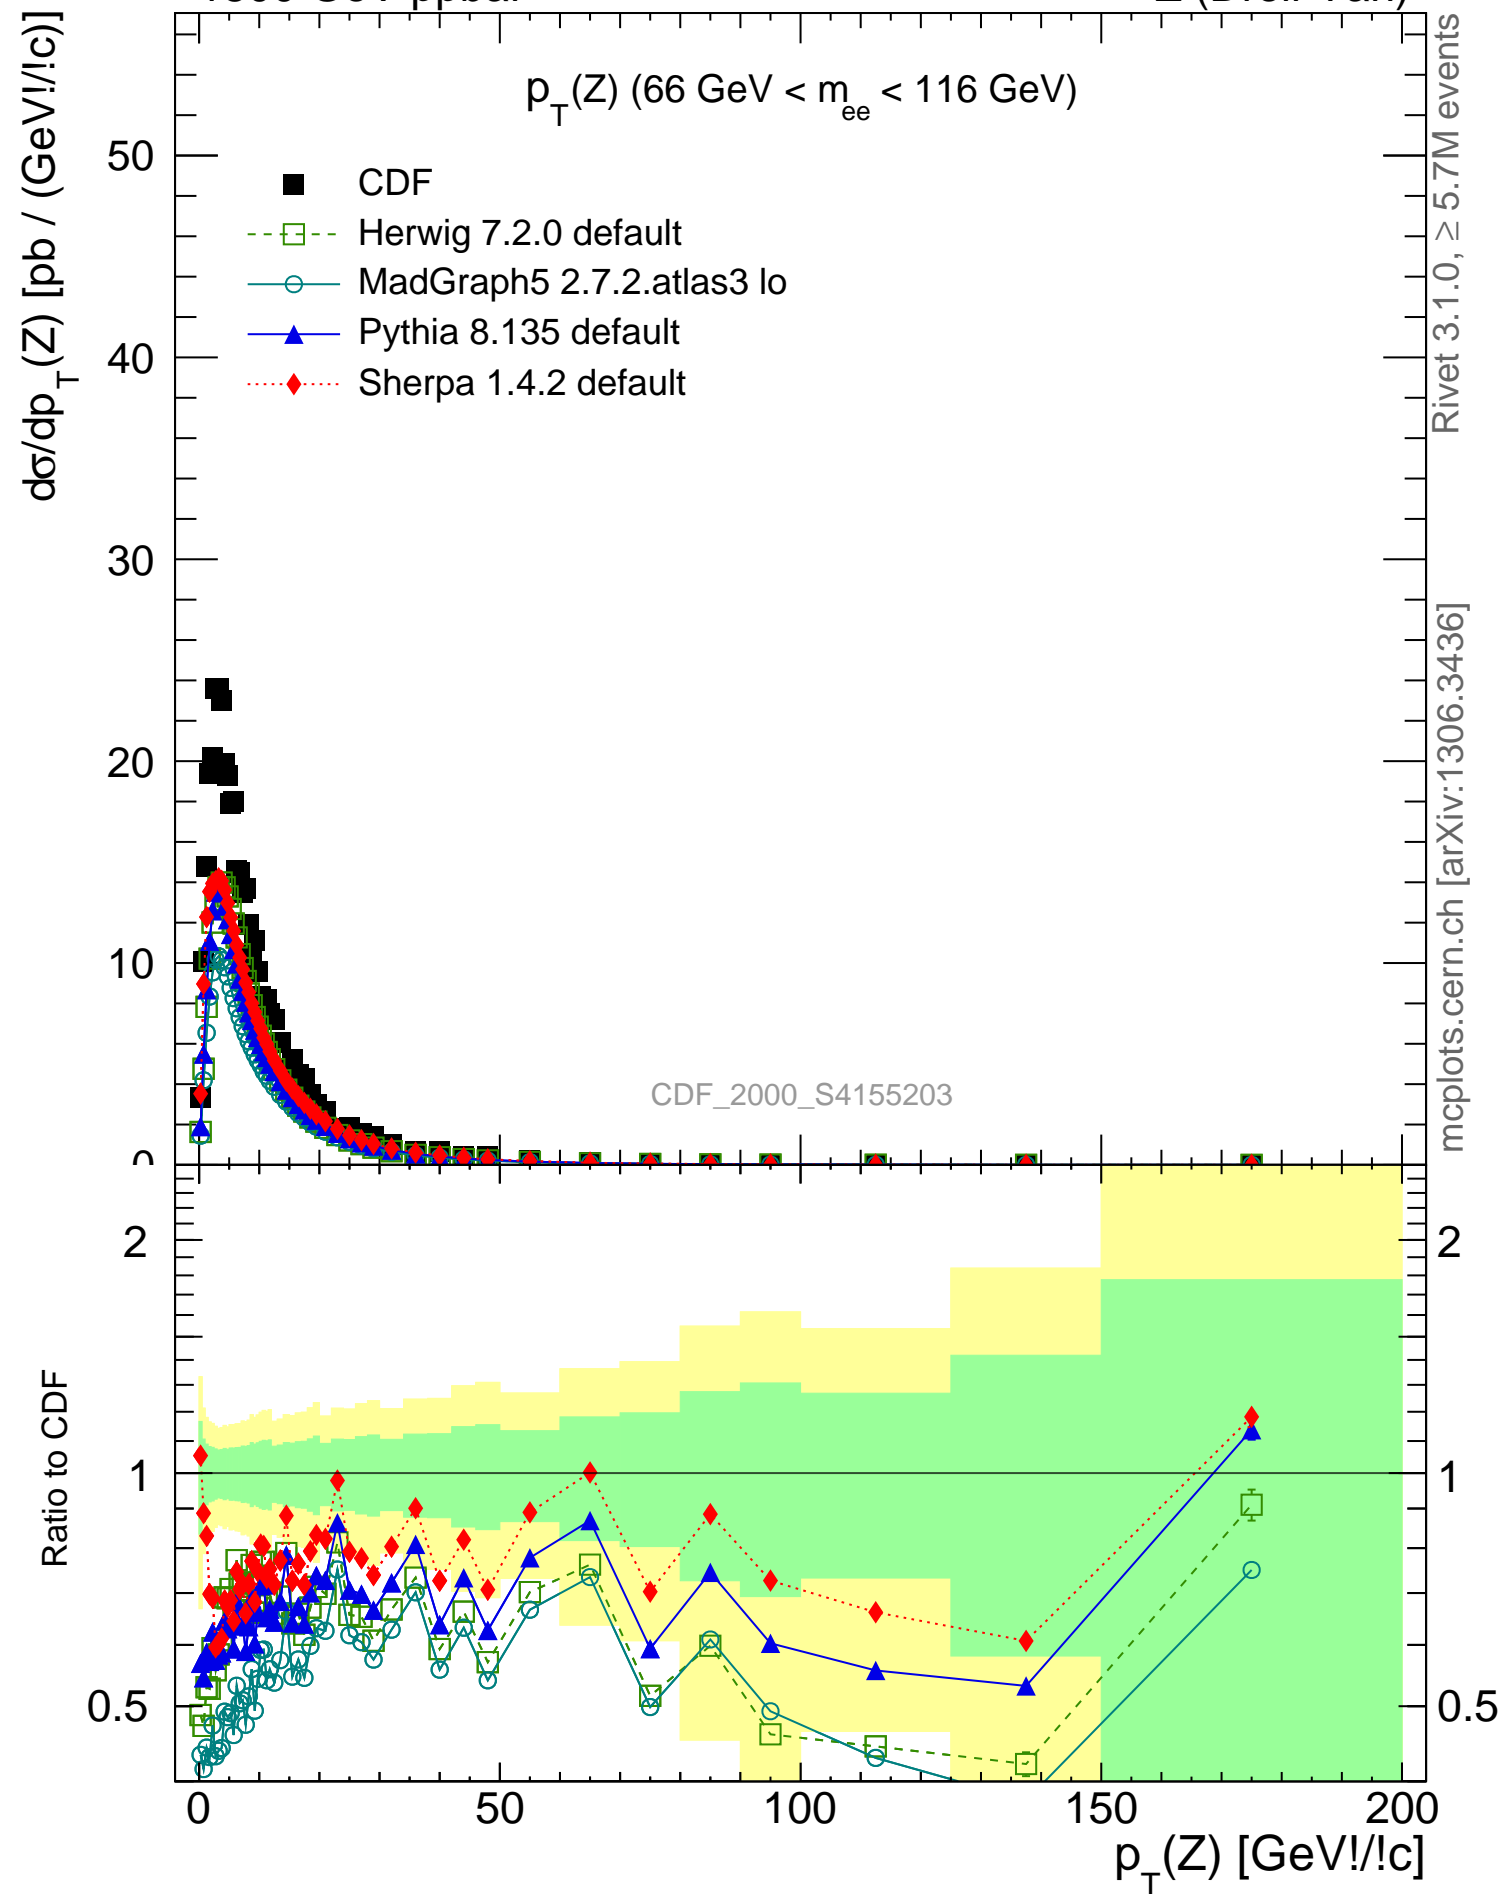 dσ/dp_T(Z) [pb / (GeV!/!c)]
p_T(Z) (66 GeV < m_ee < 116 GeV)
CDF
Herwig 7.2.0 default
MadGraph5 2.7.2.atlas3 lo
Pythia 8.135 default
Sherpa 1.4.2 default
50
40
30
20
10
0
CDF_2000_S4155203
Rivet 3.1.0, ≥ 5.7M events
mcplots.cern.ch [arXiv:1306.3436]
Ratio to CDF
2
1
0.5
2
1
0.5
0 50 100 150 200
p_T(Z) [GeV!/!c]